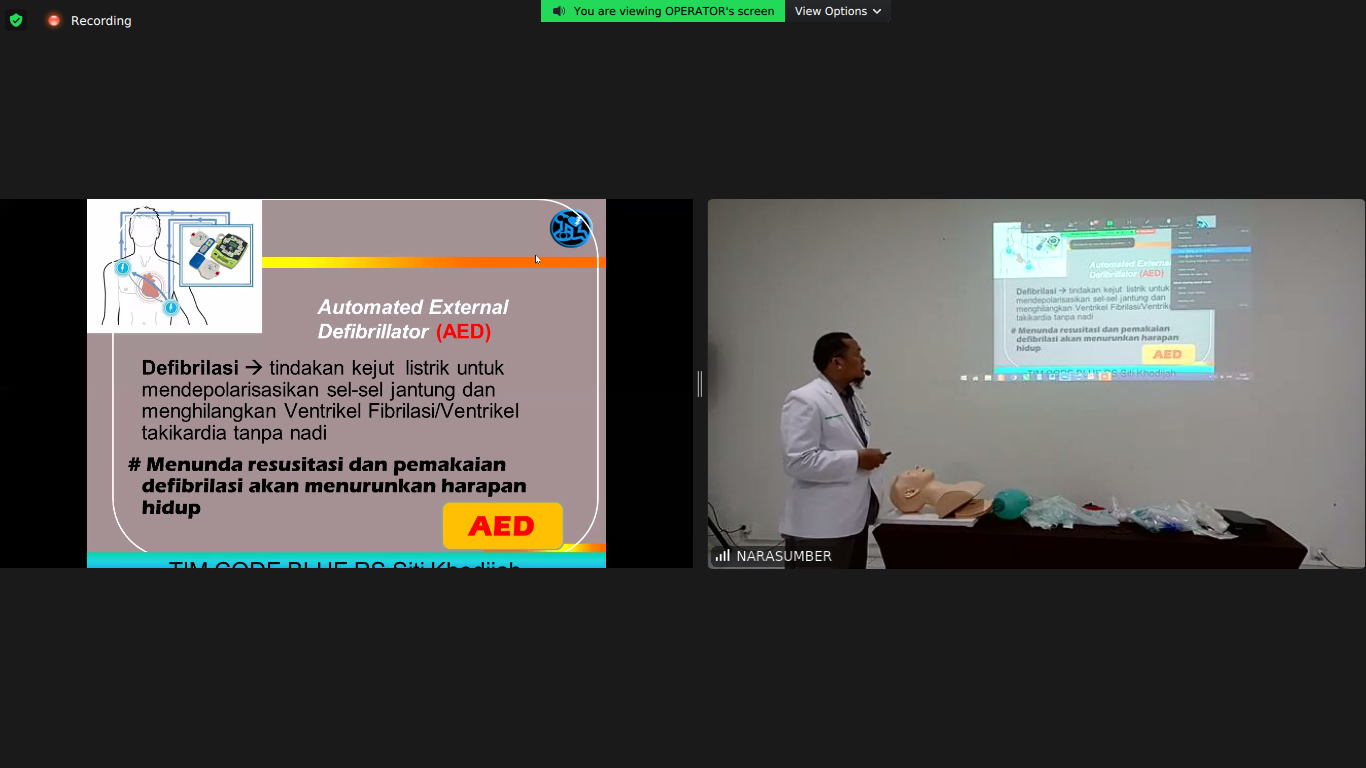 Recording
You are viewing OPERATOR's screen
View Options
Automated External
Defibrillator (AED)
Defibrilasi → tindakan kejut listrik untuk
mendepolarisasikan sel-sel jantung dan
menghilangkan Ventrikel Fibrilasi/Ventrikel
takikardia tanpa nadi
# Menunda resusitasi dan pemakaian
defibrilasi akan menurunkan harapan
hidup
AED
TIM CODE BLUE RS Siti Khodijah
Automated External
Defibrillator (AED)
Defibrilasi → tindakan kejut listrik untuk
mendepolarisasikan sel-sel jantung dan
menghilangkan Ventrikel Fibrilasi/Ventrikel
takikardia tanpa nadi
# Menunda resusitasi dan pemakaian
defibrilasi akan menurunkan harapan
hidup
AED
TIM CODE BLUE RS Siti Khodijah
NARASUMBER